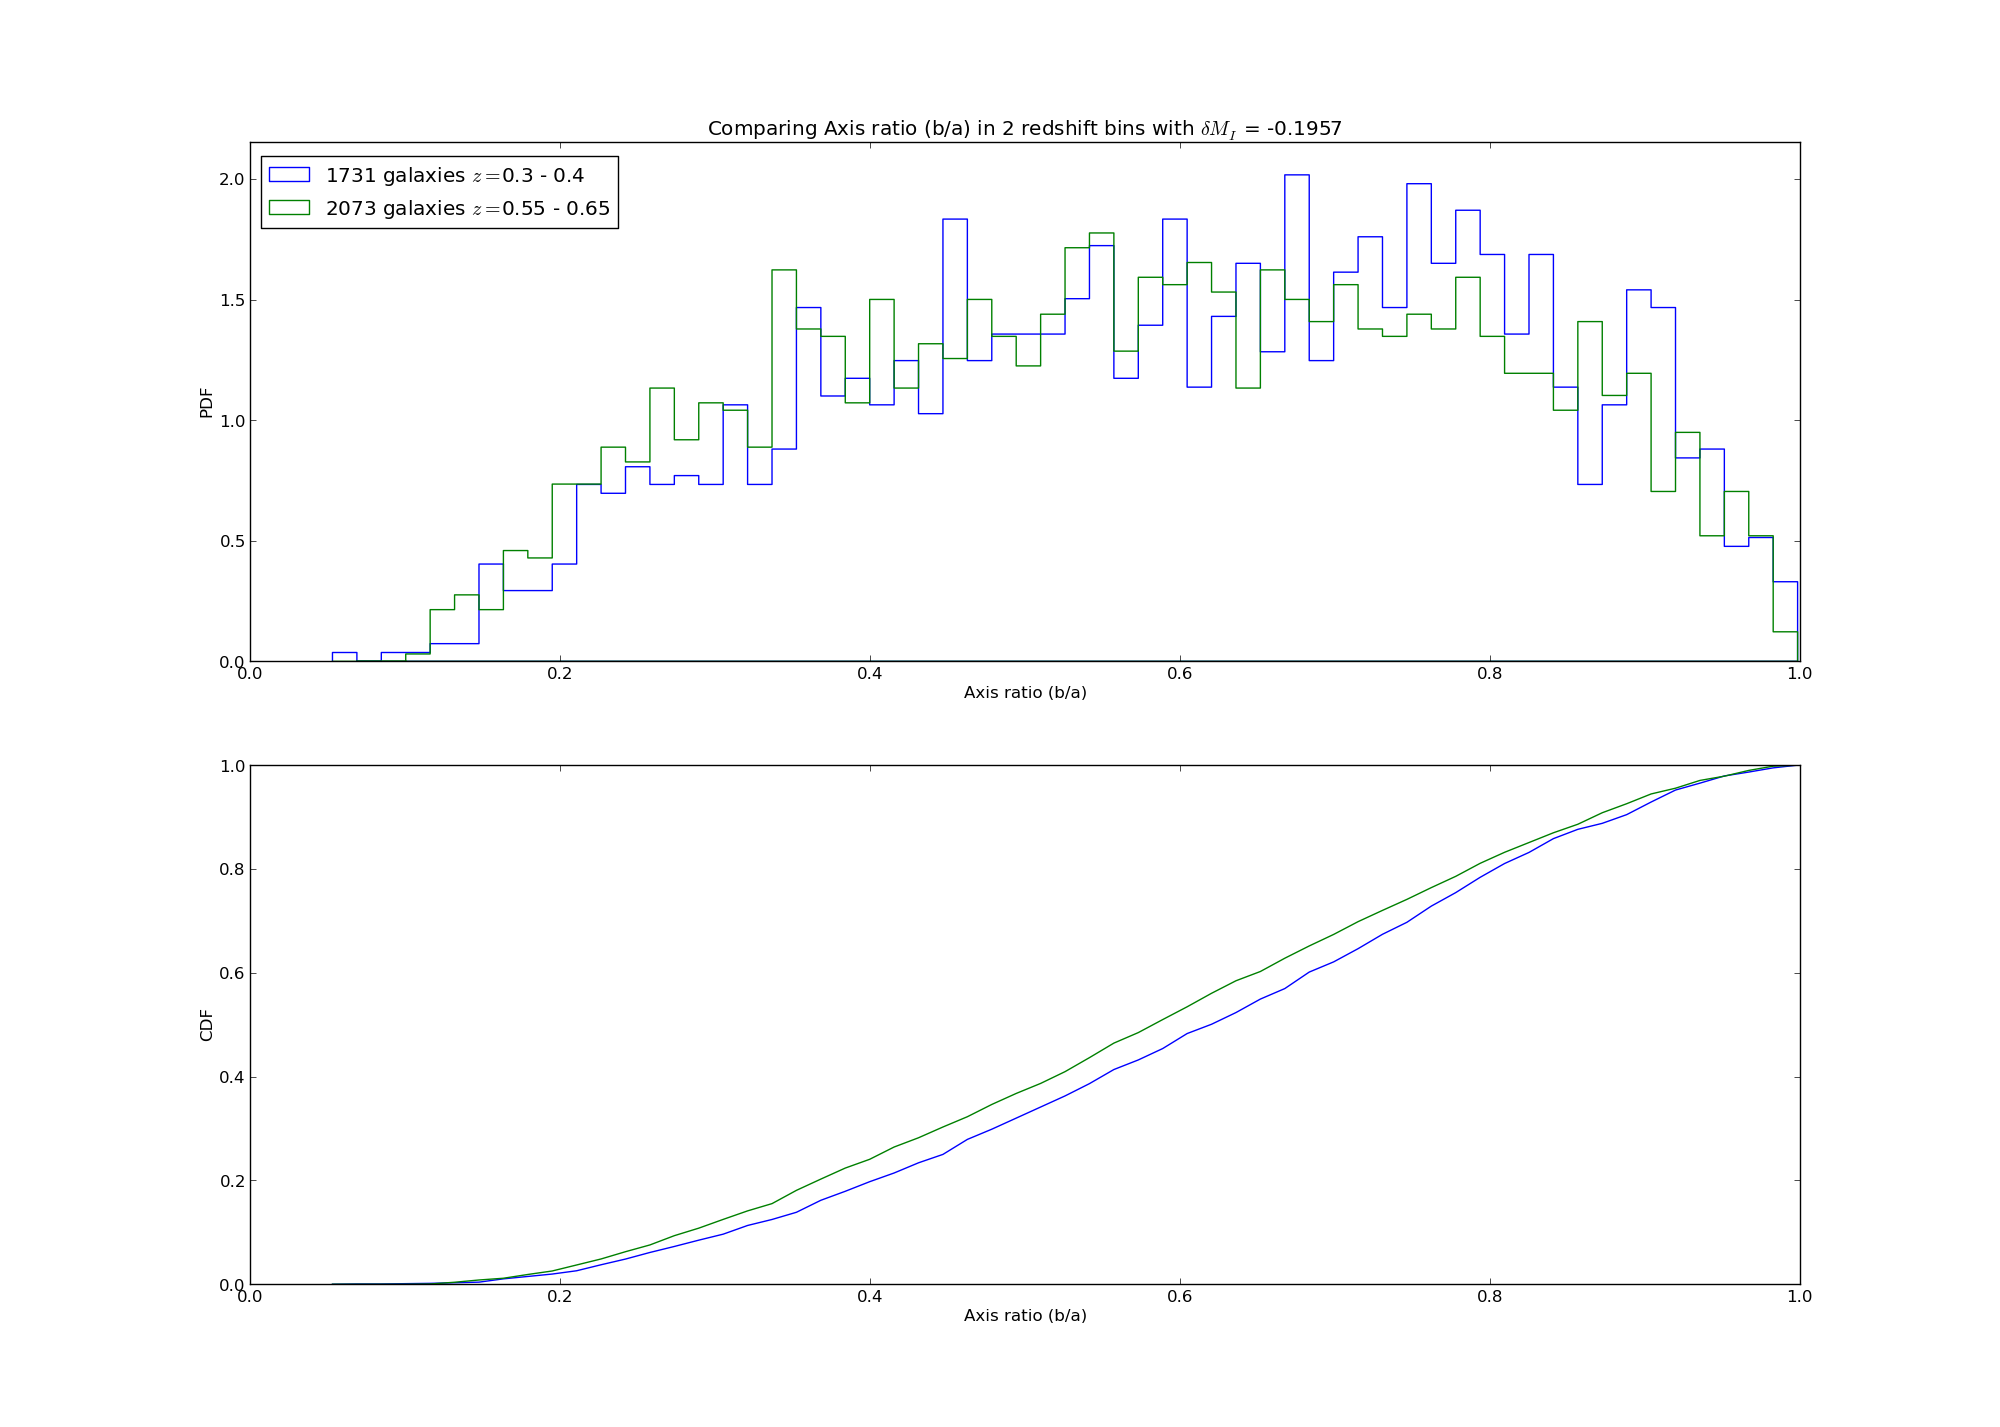 Comparing Axis ratio (b/a) in 2 redshift bins with δM_I = -0.1957
1731 galaxies z=0.3 - 0.4
2073 galaxies z=0.55 - 0.65
PDF
2.0
1.5
1.0
0.5
0.0
0.0 0.2 0.4 0.6 0.8 1.0
Axis ratio (b/a)
CDF
1.0
0.8
0.6
0.4
0.2
0.0
0.0 0.2 0.4 0.6 0.8 1.0
Axis ratio (b/a)